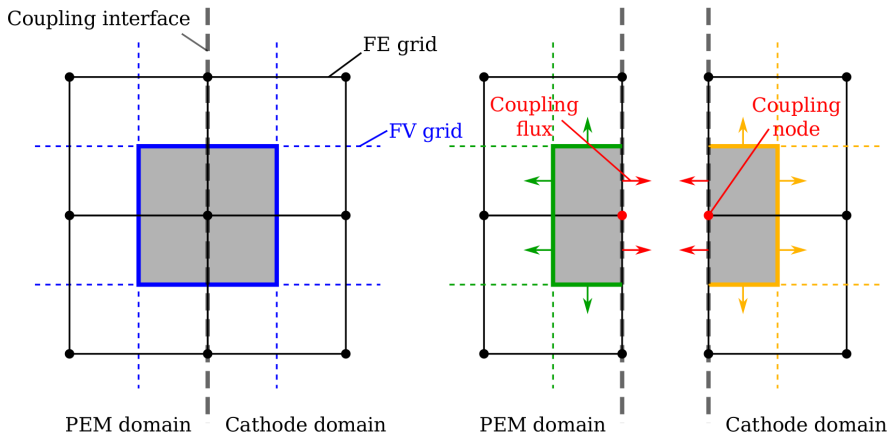 Coupling interface
FE grid
FV grid
PEM domain
Cathode domain
Coupling
flux
Coupling
node
PEM domain
Cathode domain